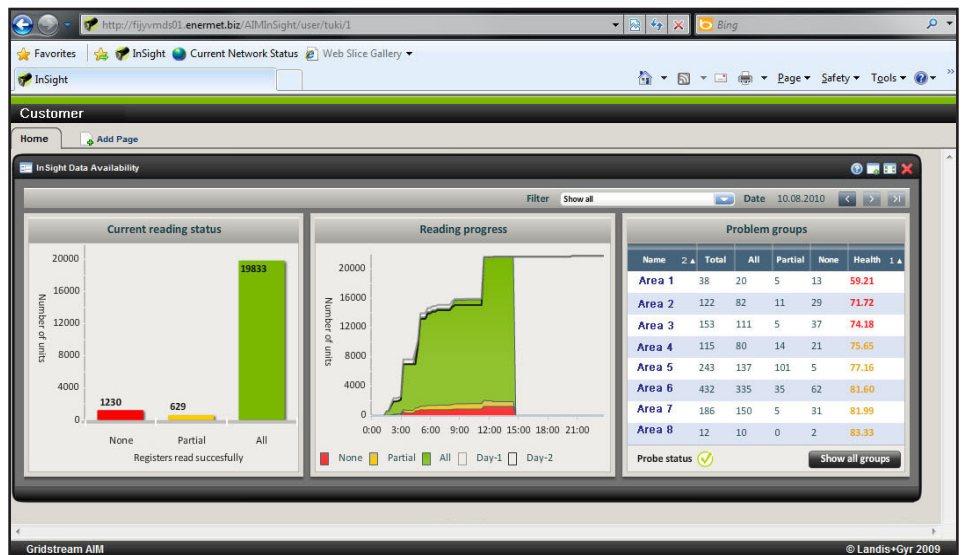 http://fijyvmds01.enermet.biz/AIMInSight/user/tuki/1
Bing
Favorites InSight Current Network Status Web Slice Gallery
InSight
Page Safety Tools
Customer
Home Add Page
InSight Data Availability
Filter Show all Date 10.08.2010
Current reading status
20000
16000
12000
8000
4000
0
Number of units
1230
629
19833
None Partial All
Registers read succesfully
Reading progress
20000
16000
12000
8000
4000
0
Number of units
0:00 3:00 6:00 9:00 12:00 15:00 18:00 21:00
None Partial All Day-1 Day-2
Problem groups
Name 2 Total All Partial None Health 1
Area 1 38 20 5 13 59.21
Area 2 122 82 11 29 71.72
Area 3 153 111 5 37 74.18
Area 4 115 80 14 21 75.65
Area 5 243 137 101 5 77.16
Area 6 432 335 35 62 81.60
Area 7 186 150 5 31 81.99
Area 8 12 10 0 2 83.33
Probe status Show all groups
Gridstream AIM © Landis+Gyr 2009